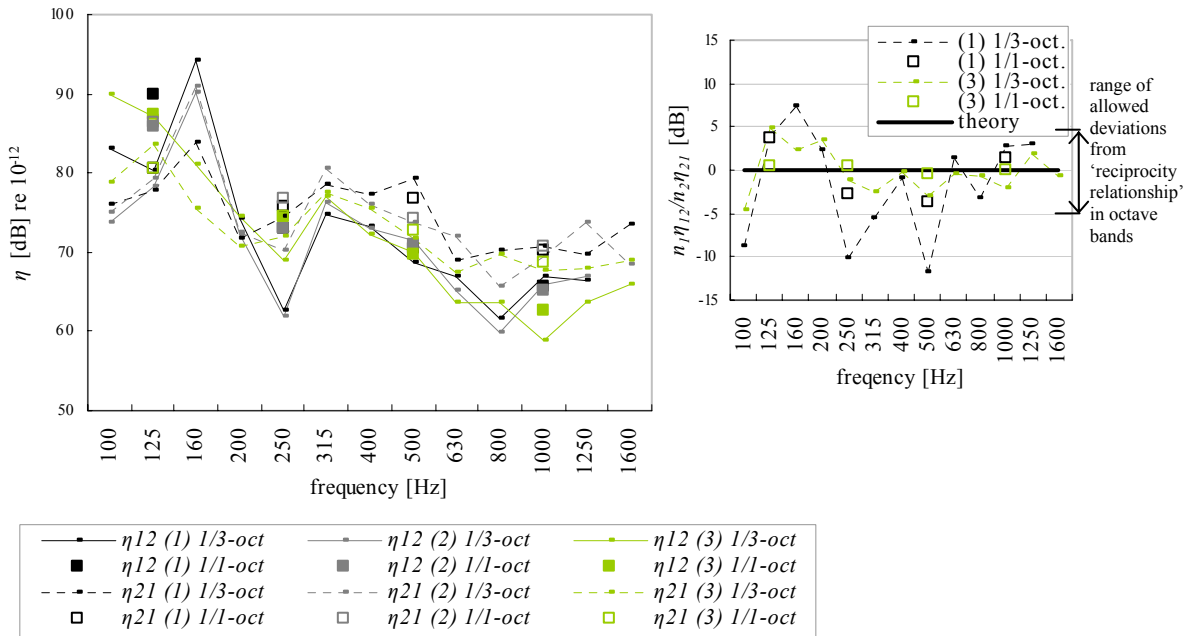 100
90
80
70
60
50
η [dB] re 10-12
100
125
160
200
250
315
400
500
630
800
1000
1250
1600
frequency [Hz]
15
10
5
0
-5
-10
-15
n1η12/n2η21 [dB]
(1) 1/3-oct.
(1) 1/1-oct.
(3) 1/3-oct.
(3) 1/1-oct.
theory
100
125
160
200
250
315
400
500
630
800
1000
1250
1600
freqency [Hz]
range of
allowed
deviations
from
‘reciprocity
relationship’
in octave
bands
η12 (1) 1/3-oct
η12 (2) 1/3-oct
η12 (3) 1/3-oct
η12 (1) 1/1-oct
η12 (2) 1/1-oct
η12 (3) 1/1-oct
η21 (1) 1/3-oct
η21 (2) 1/3-oct
η21 (3) 1/3-oct
η21 (1) 1/1-oct
η21 (2) 1/1-oct
η21 (3) 1/1-oct